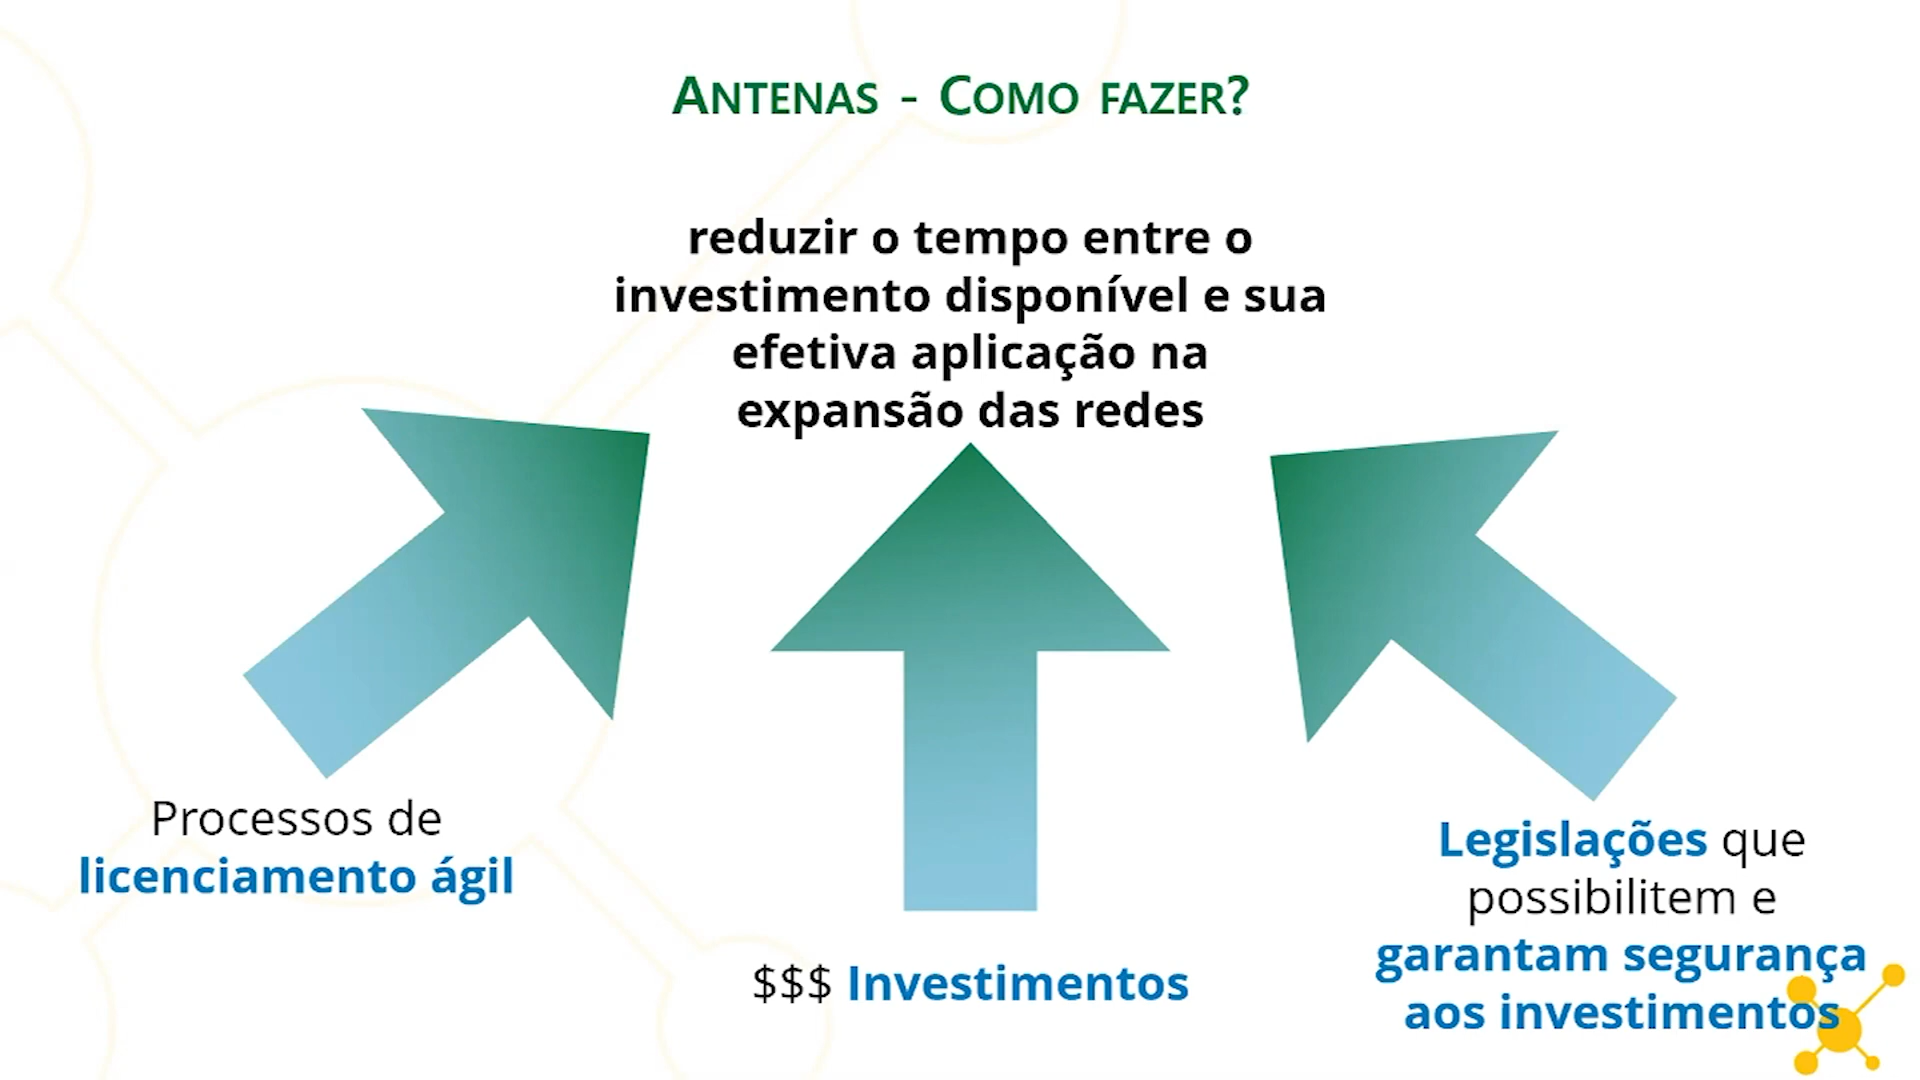 Antenas - Como fazer?
reduzir o tempo entre o
investimento disponível e sua
efetiva aplicação na
expansão das redes
Processos de
licenciamento ágil
$$$ Investimentos
Legislações que
possibilitem e
garantam segurança
aos investimentos